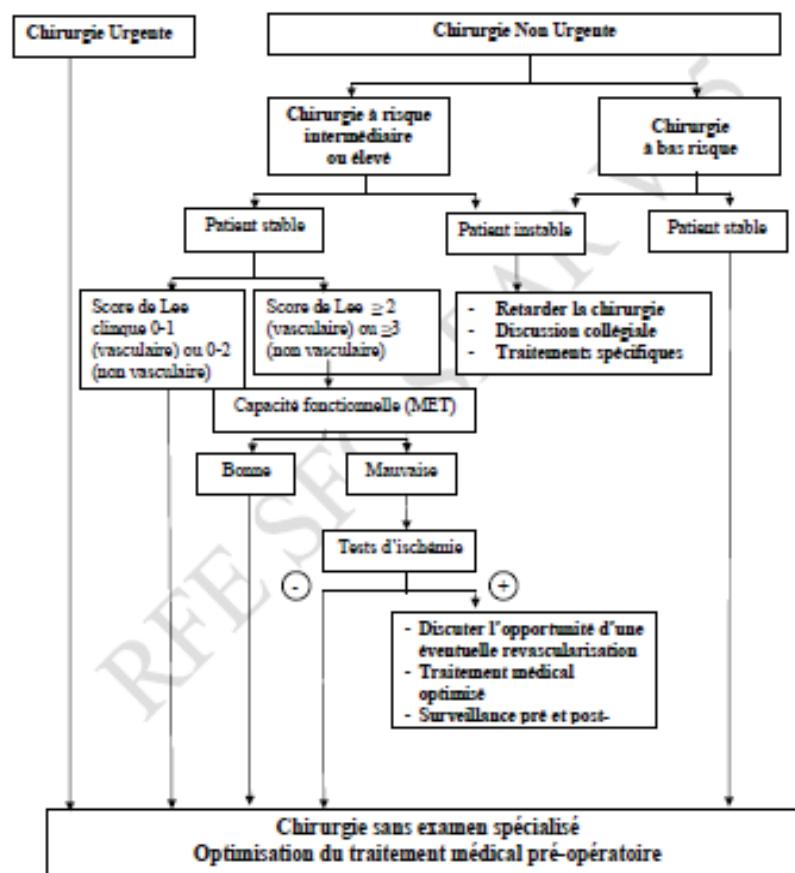 Chirurgie Urgente
Chirurgie Non Urgente
Chirurgie à risque
intermédiaire
ou élevé
Chirurgie
à bas risque
Patient stable
Patient instable
Patient stable
Score de Lee
clinque 0-1
(vasculaire) ou 0-2
(non vasculaire)
Score de Lee ≥ 2
(vasculaire) ou ≥3
(non vasculaire)
- Retarder la chirurgie
- Discussion collégiale
- Traitements spécifiques
Capacité fonctionnelle (MET)
Bonne
Mauvaise
Tests d'ischémie
-
+
- Discuter l'opportunité d'une
éventuelle revascularisation
- Traitement médical
optimisé
- Surveillance pré et post-
Chirurgie sans examen spécialisé
Optimisation du traitement médical pré-opératoire
RFE